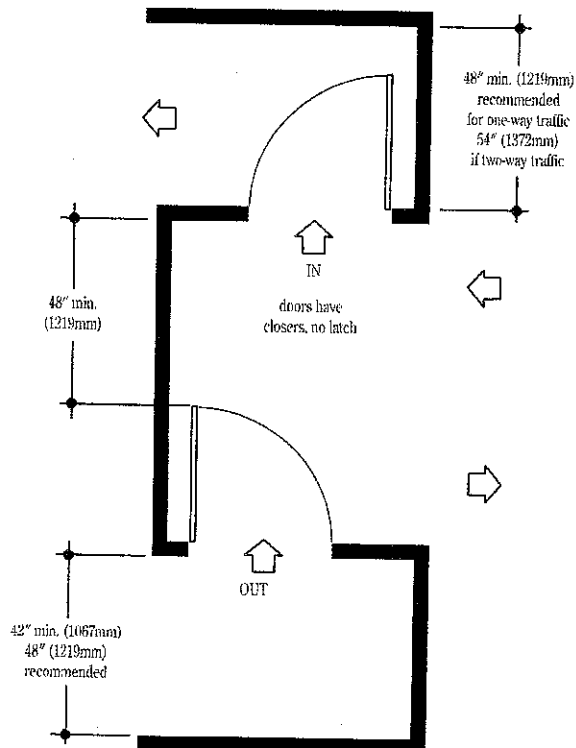 48" min. (1219mm)
recommended
for one-way traffic
54" (1372mm)
if two-way traffic
IN
doors have
closers, no latch
48" min.
(1219mm)
OUT
42" min. (1067mm)
48" (1219mm)
recommended